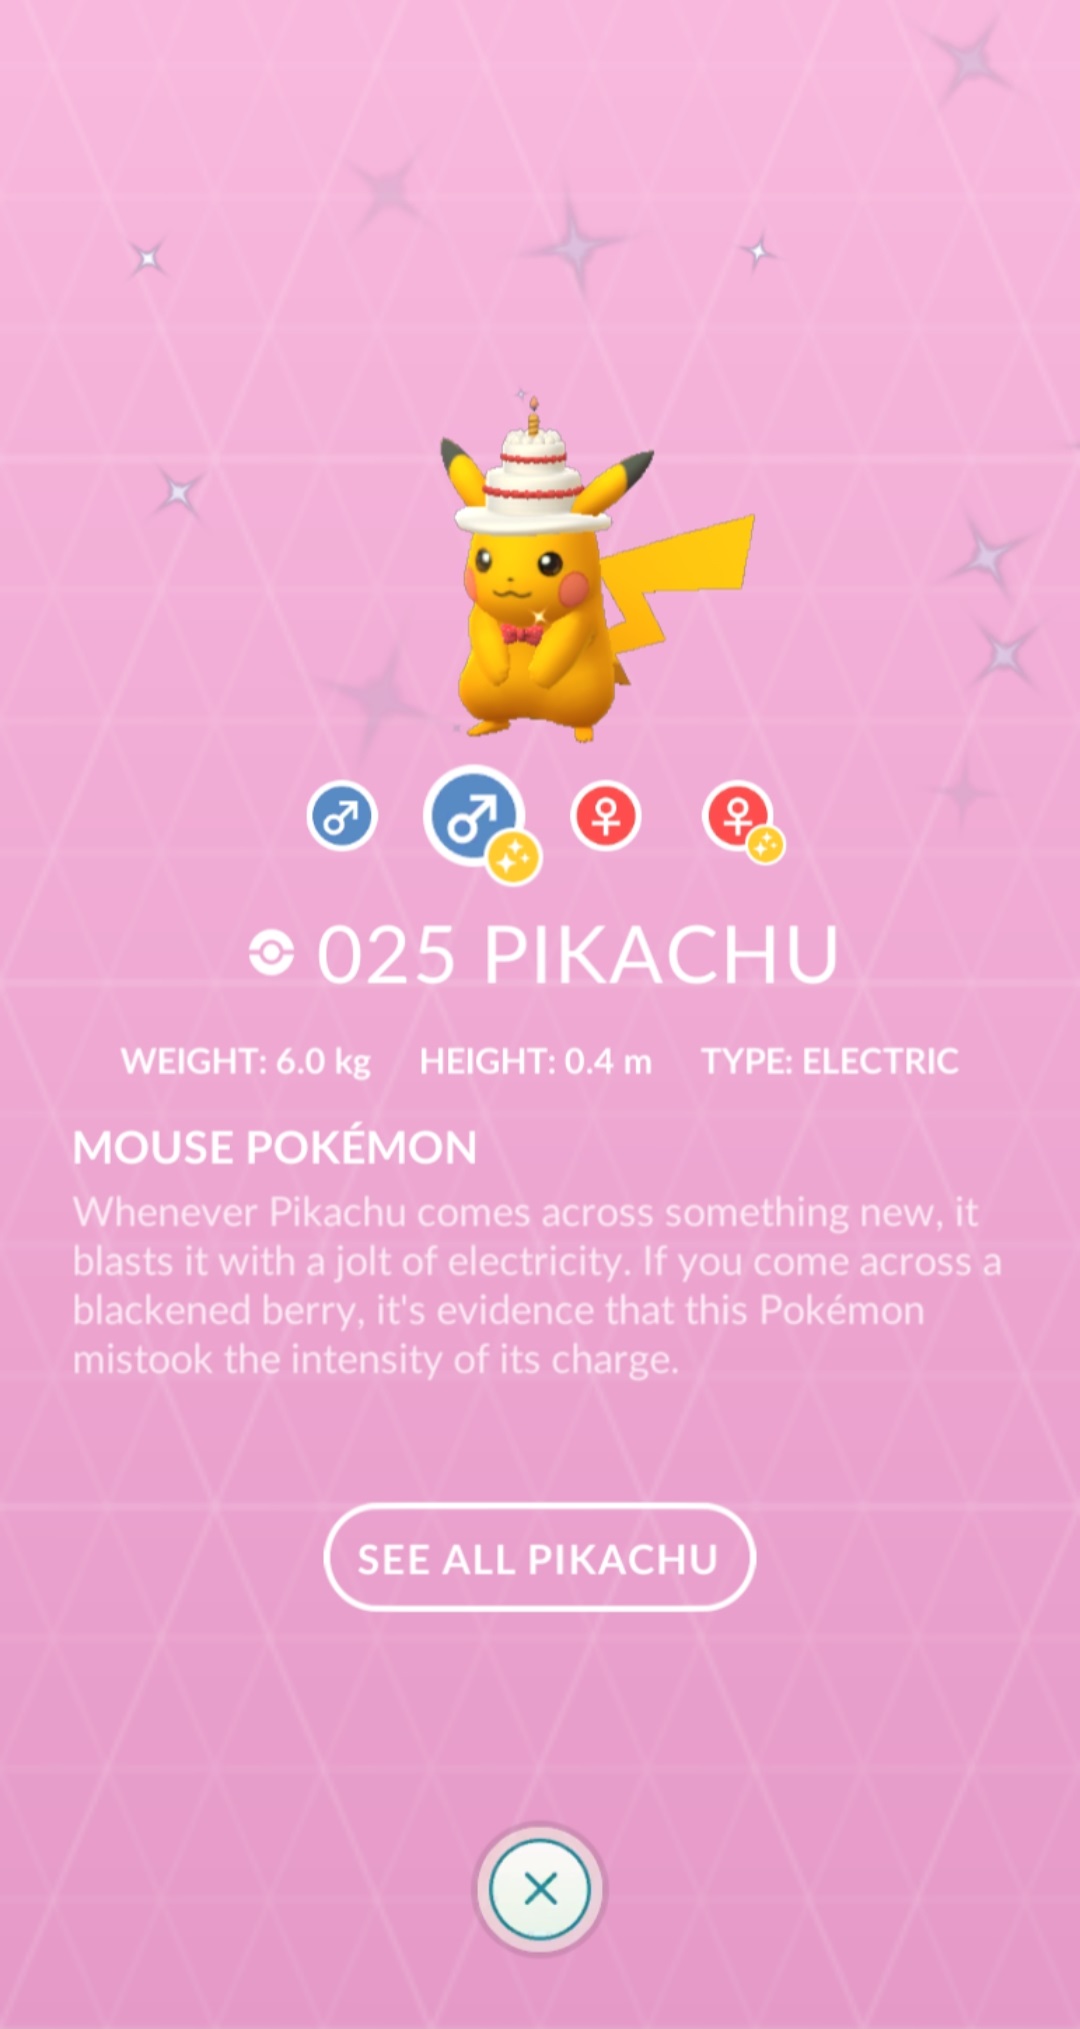 025 PIKACHU
WEIGHT: 6.0 kg HEIGHT: 0.4 m TYPE: ELECTRIC
MOUSE POKÉMON
Whenever Pikachu comes across something new, it
blasts it with a jolt of electricity. If you come across a
blackened berry, it's evidence that this Pokémon
mistook the intensity of its charge.
SEE ALL PIKACHU